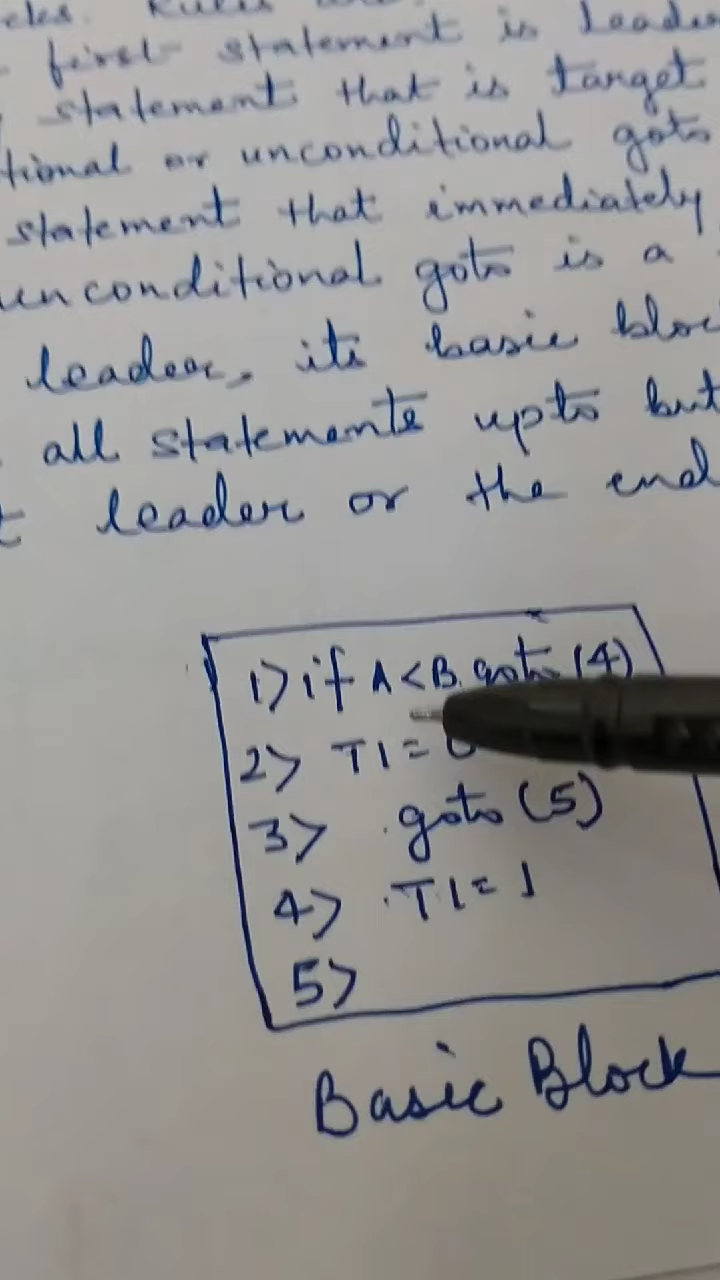 first statement is leade
statement that is target
tional or unconditional goto
statement that immediately
unconditional goto is a
leader, its basic bloc
all statements upto but
t leader or the end
1) if A < B goto (4)
2) T1 = 0
3) goto (5)
4) T1 = 1
5)
Basic Block